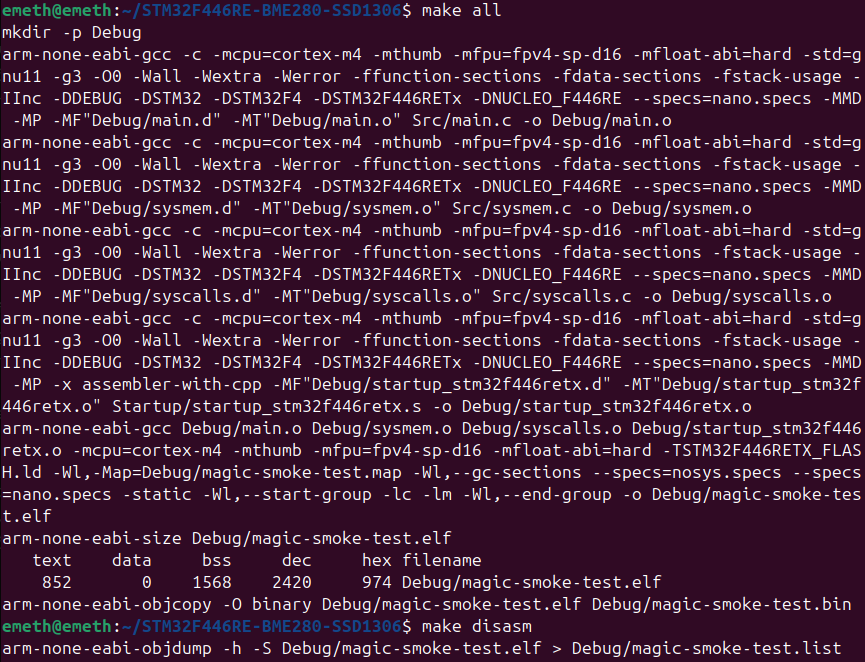 emeth@emeth:~/STM32F446RE-BME280-SSD1306$ make all
mkdir -p Debug
arm-none-eabi-gcc -c -mcpu=cortex-m4 -mthumb -mfpu=fpv4-sp-d16 -mfloat-abi=hard -std=g
nu11 -g3 -O0 -Wall -Wextra -Werror -ffunction-sections -fdata-sections -fstack-usage -
IInc -DDEBUG -DSTM32 -DSTM32F4 -DSTM32F446RETx -DNUCLEO_F446RE --specs=nano.specs -MMD
 -MP -MF"Debug/main.d" -MT"Debug/main.o" Src/main.c -o Debug/main.o
arm-none-eabi-gcc -c -mcpu=cortex-m4 -mthumb -mfpu=fpv4-sp-d16 -mfloat-abi=hard -std=g
nu11 -g3 -O0 -Wall -Wextra -Werror -ffunction-sections -fdata-sections -fstack-usage -
IInc -DDEBUG -DSTM32 -DSTM32F4 -DSTM32F446RETx -DNUCLEO_F446RE --specs=nano.specs -MMD
 -MP -MF"Debug/sysmem.d" -MT"Debug/sysmem.o" Src/sysmem.c -o Debug/sysmem.o
arm-none-eabi-gcc -c -mcpu=cortex-m4 -mthumb -mfpu=fpv4-sp-d16 -mfloat-abi=hard -std=g
nu11 -g3 -O0 -Wall -Wextra -Werror -ffunction-sections -fdata-sections -fstack-usage -
IInc -DDEBUG -DSTM32 -DSTM32F4 -DSTM32F446RETx -DNUCLEO_F446RE --specs=nano.specs -MMD
 -MP -MF"Debug/syscalls.d" -MT"Debug/syscalls.o" Src/syscalls.c -o Debug/syscalls.o
arm-none-eabi-gcc -c -mcpu=cortex-m4 -mthumb -mfpu=fpv4-sp-d16 -mfloat-abi=hard -std=g
nu11 -g3 -O0 -Wall -Wextra -Werror -ffunction-sections -fdata-sections -fstack-usage -
IInc -DDEBUG -DSTM32 -DSTM32F4 -DSTM32F446RETx -DNUCLEO_F446RE --specs=nano.specs -MMD
 -MP -x assembler-with-cpp -MF"Debug/startup_stm32f446retx.d" -MT"Debug/startup_stm32f
446retx.o" Startup/startup_stm32f446retx.s -o Debug/startup_stm32f446retx.o
arm-none-eabi-gcc Debug/main.o Debug/sysmem.o Debug/syscalls.o Debug/startup_stm32f446
retx.o -mcpu=cortex-m4 -mthumb -mfpu=fpv4-sp-d16 -mfloat-abi=hard -TSTM32F446RETX_FLAS
H.ld -Wl,-Map=Debug/magic-smoke-test.map -Wl,--gc-sections --specs=nosys.specs --specs
=nano.specs -static -Wl,--start-group -lc -lm -Wl,--end-group -o Debug/magic-smoke-tes
t.elf
arm-none-eabi-size Debug/magic-smoke-test.elf
   text    data     bss     dec     hex filename
    852       0    1568    2420     974 Debug/magic-smoke-test.elf
arm-none-eabi-objcopy -O binary Debug/magic-smoke-test.elf Debug/magic-smoke-test.bin
emeth@emeth:~/STM32F446RE-BME280-SSD1306$ make disasm
arm-none-eabi-objdump -h -S Debug/magic-smoke-test.elf > Debug/magic-smoke-test.list